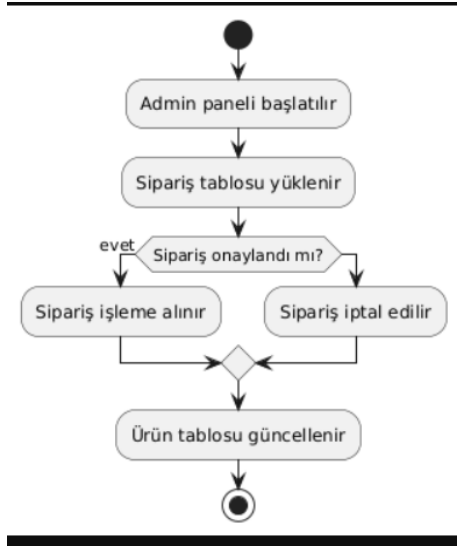 Admin paneli başlatılır
Sipariş tablosu yüklenir
evet
Sipariş onaylandı mı?
Sipariş işleme alınır
Sipariş iptal edilir
Ürün tablosu güncellenir